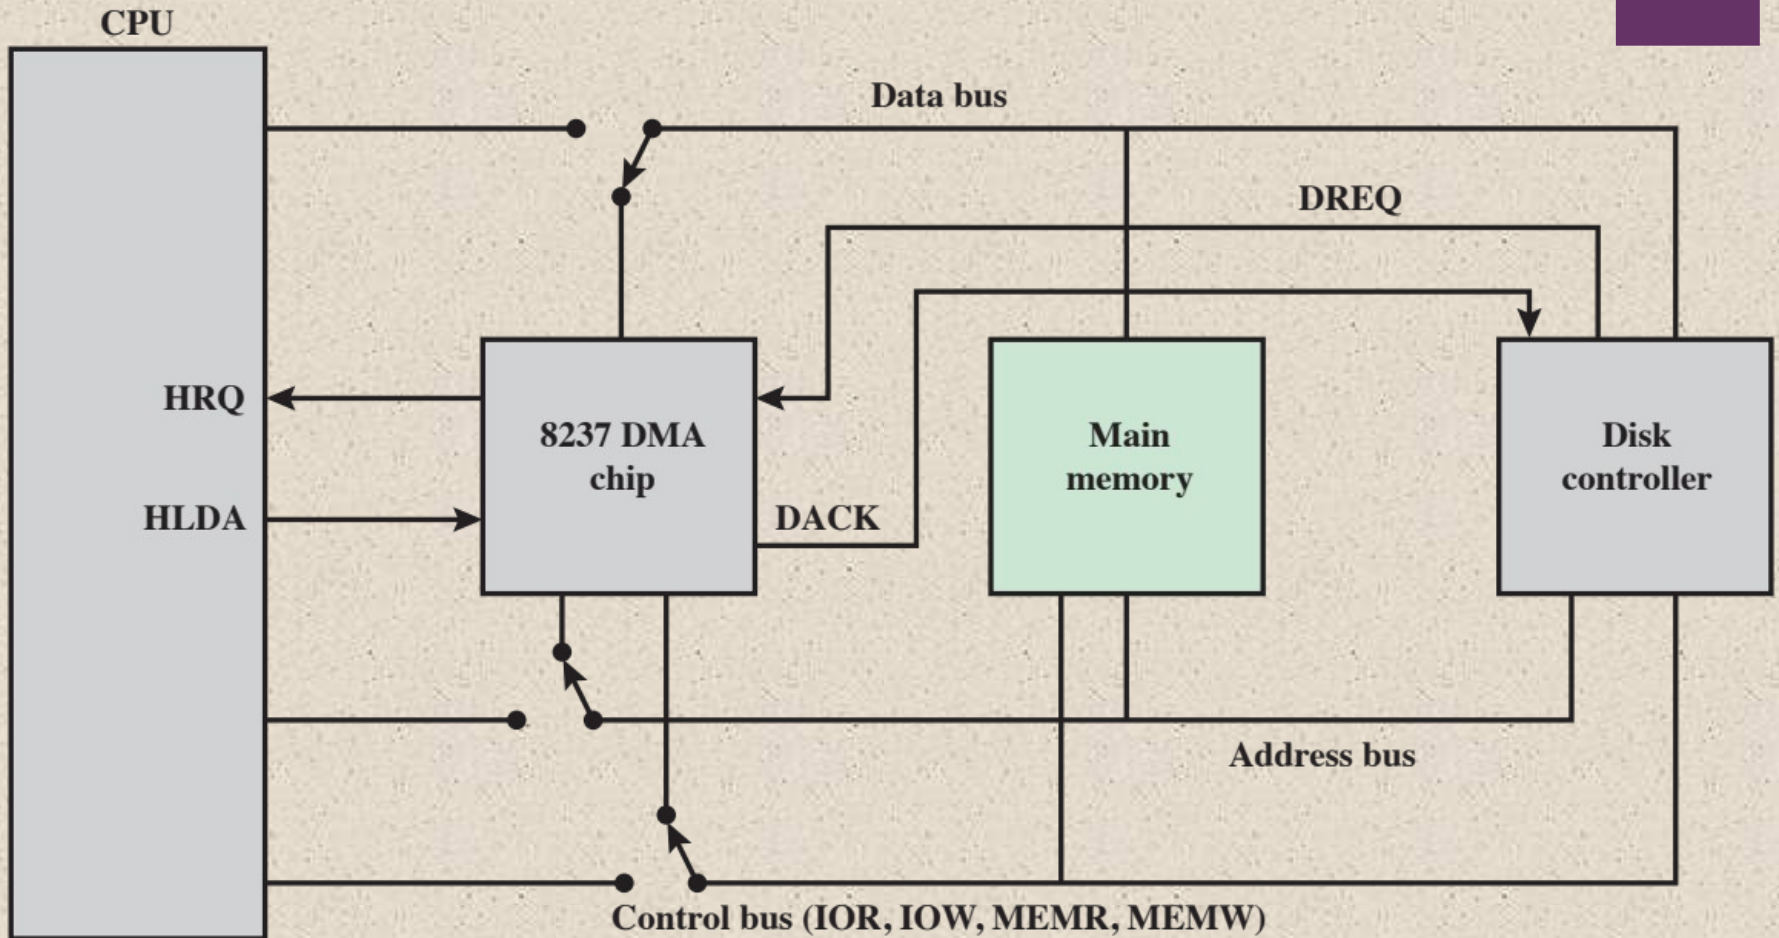 CPU
Data bus
DREQ
HRQ
8237 DMA
chip
Main
memory
Disk
controller
HLDA
DACK
Address bus
Control bus (IOR, IOW, MEMR, MEMW)